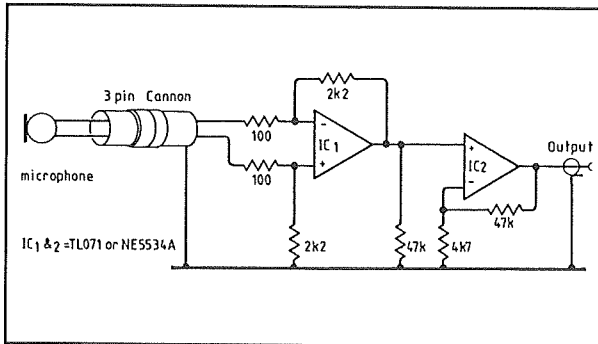 3 pin Cannon
2k2
100
IC1
100
microphone
IC2
Output
47k
IC1 & 2 =TL071 or NE5534A
2k2
47k
4k7